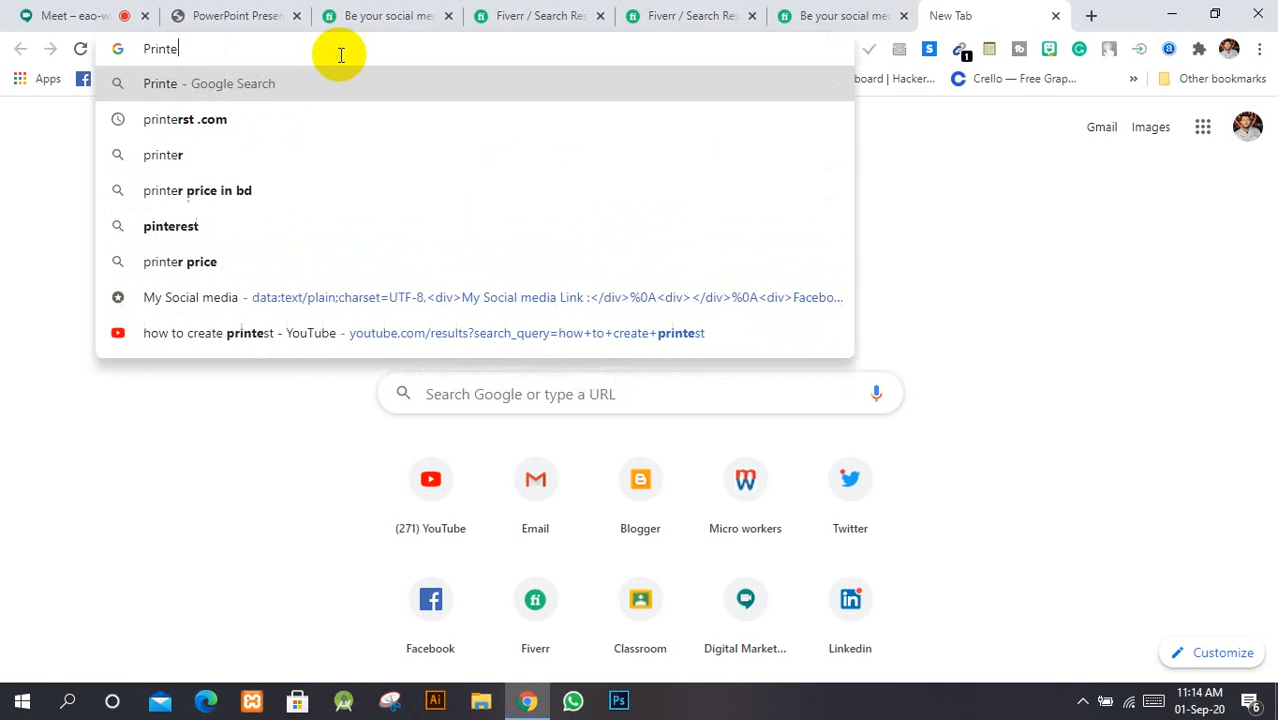 Meet – eao-w
PowerPoint Presen
Be your social me
Fiverr / Search Res
Fiverr / Search Res
Be your social me
New Tab
Printe
board | Hacker...
Crello — Free Grap...
»
Other bookmarks
Apps
Printe - Google Search
printerst .com
printer
printer price in bd
pinterest
printer price
My Social media - data:text/plain;charset=UTF-8,<div>My Social media Link :</div>%0A<div></div>%0A<div>Facebo...
how to create printest - YouTube - youtube.com/results?search_query=how+to+create+printest
Gmail
Images
Search Google or type a URL
(271) YouTube
Email
Blogger
Micro workers
Twitter
Facebook
Fiverr
Classroom
Digital Market...
Linkedin
Customize
11:14 AM
01-Sep-20